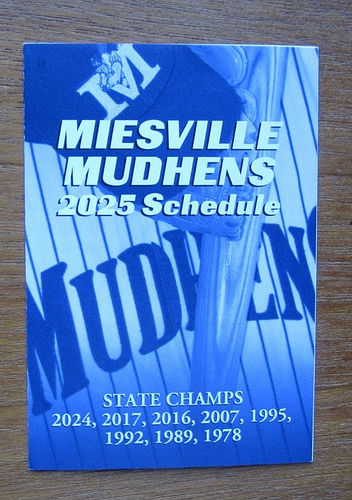 M
MIESVILLE
MUDHENS
2025 Schedule
MUDHENS
STATE CHAMPS
2024, 2017, 2016, 2007, 1995,
1992, 1989, 1978